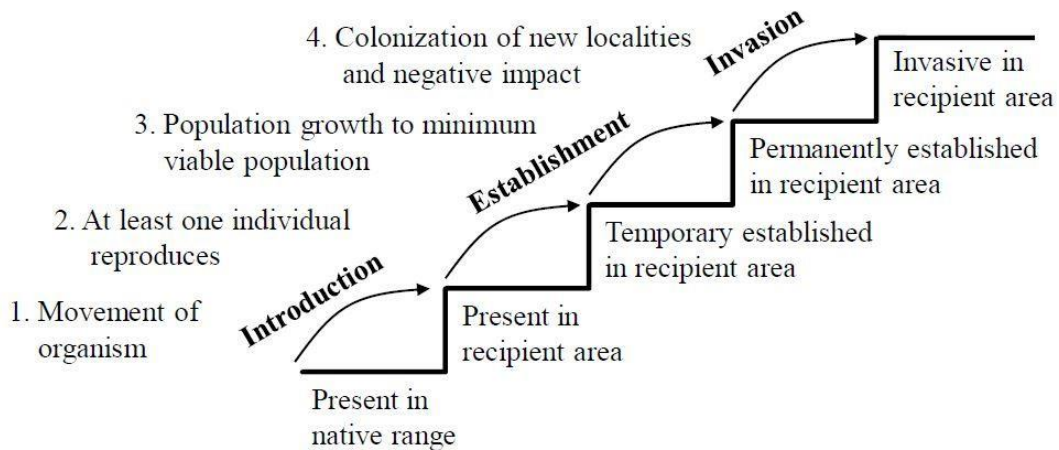 4. Colonization of new localities
and negative impact
Invasion
Invasive in
recipient area
3. Population growth to minimum
viable population
Establishment
Permanently established
in recipient area
2. At least one individual
reproduces
Temporary established
in recipient area
1. Movement of
organism
Introduction
Present in
recipient area
Present in
native range